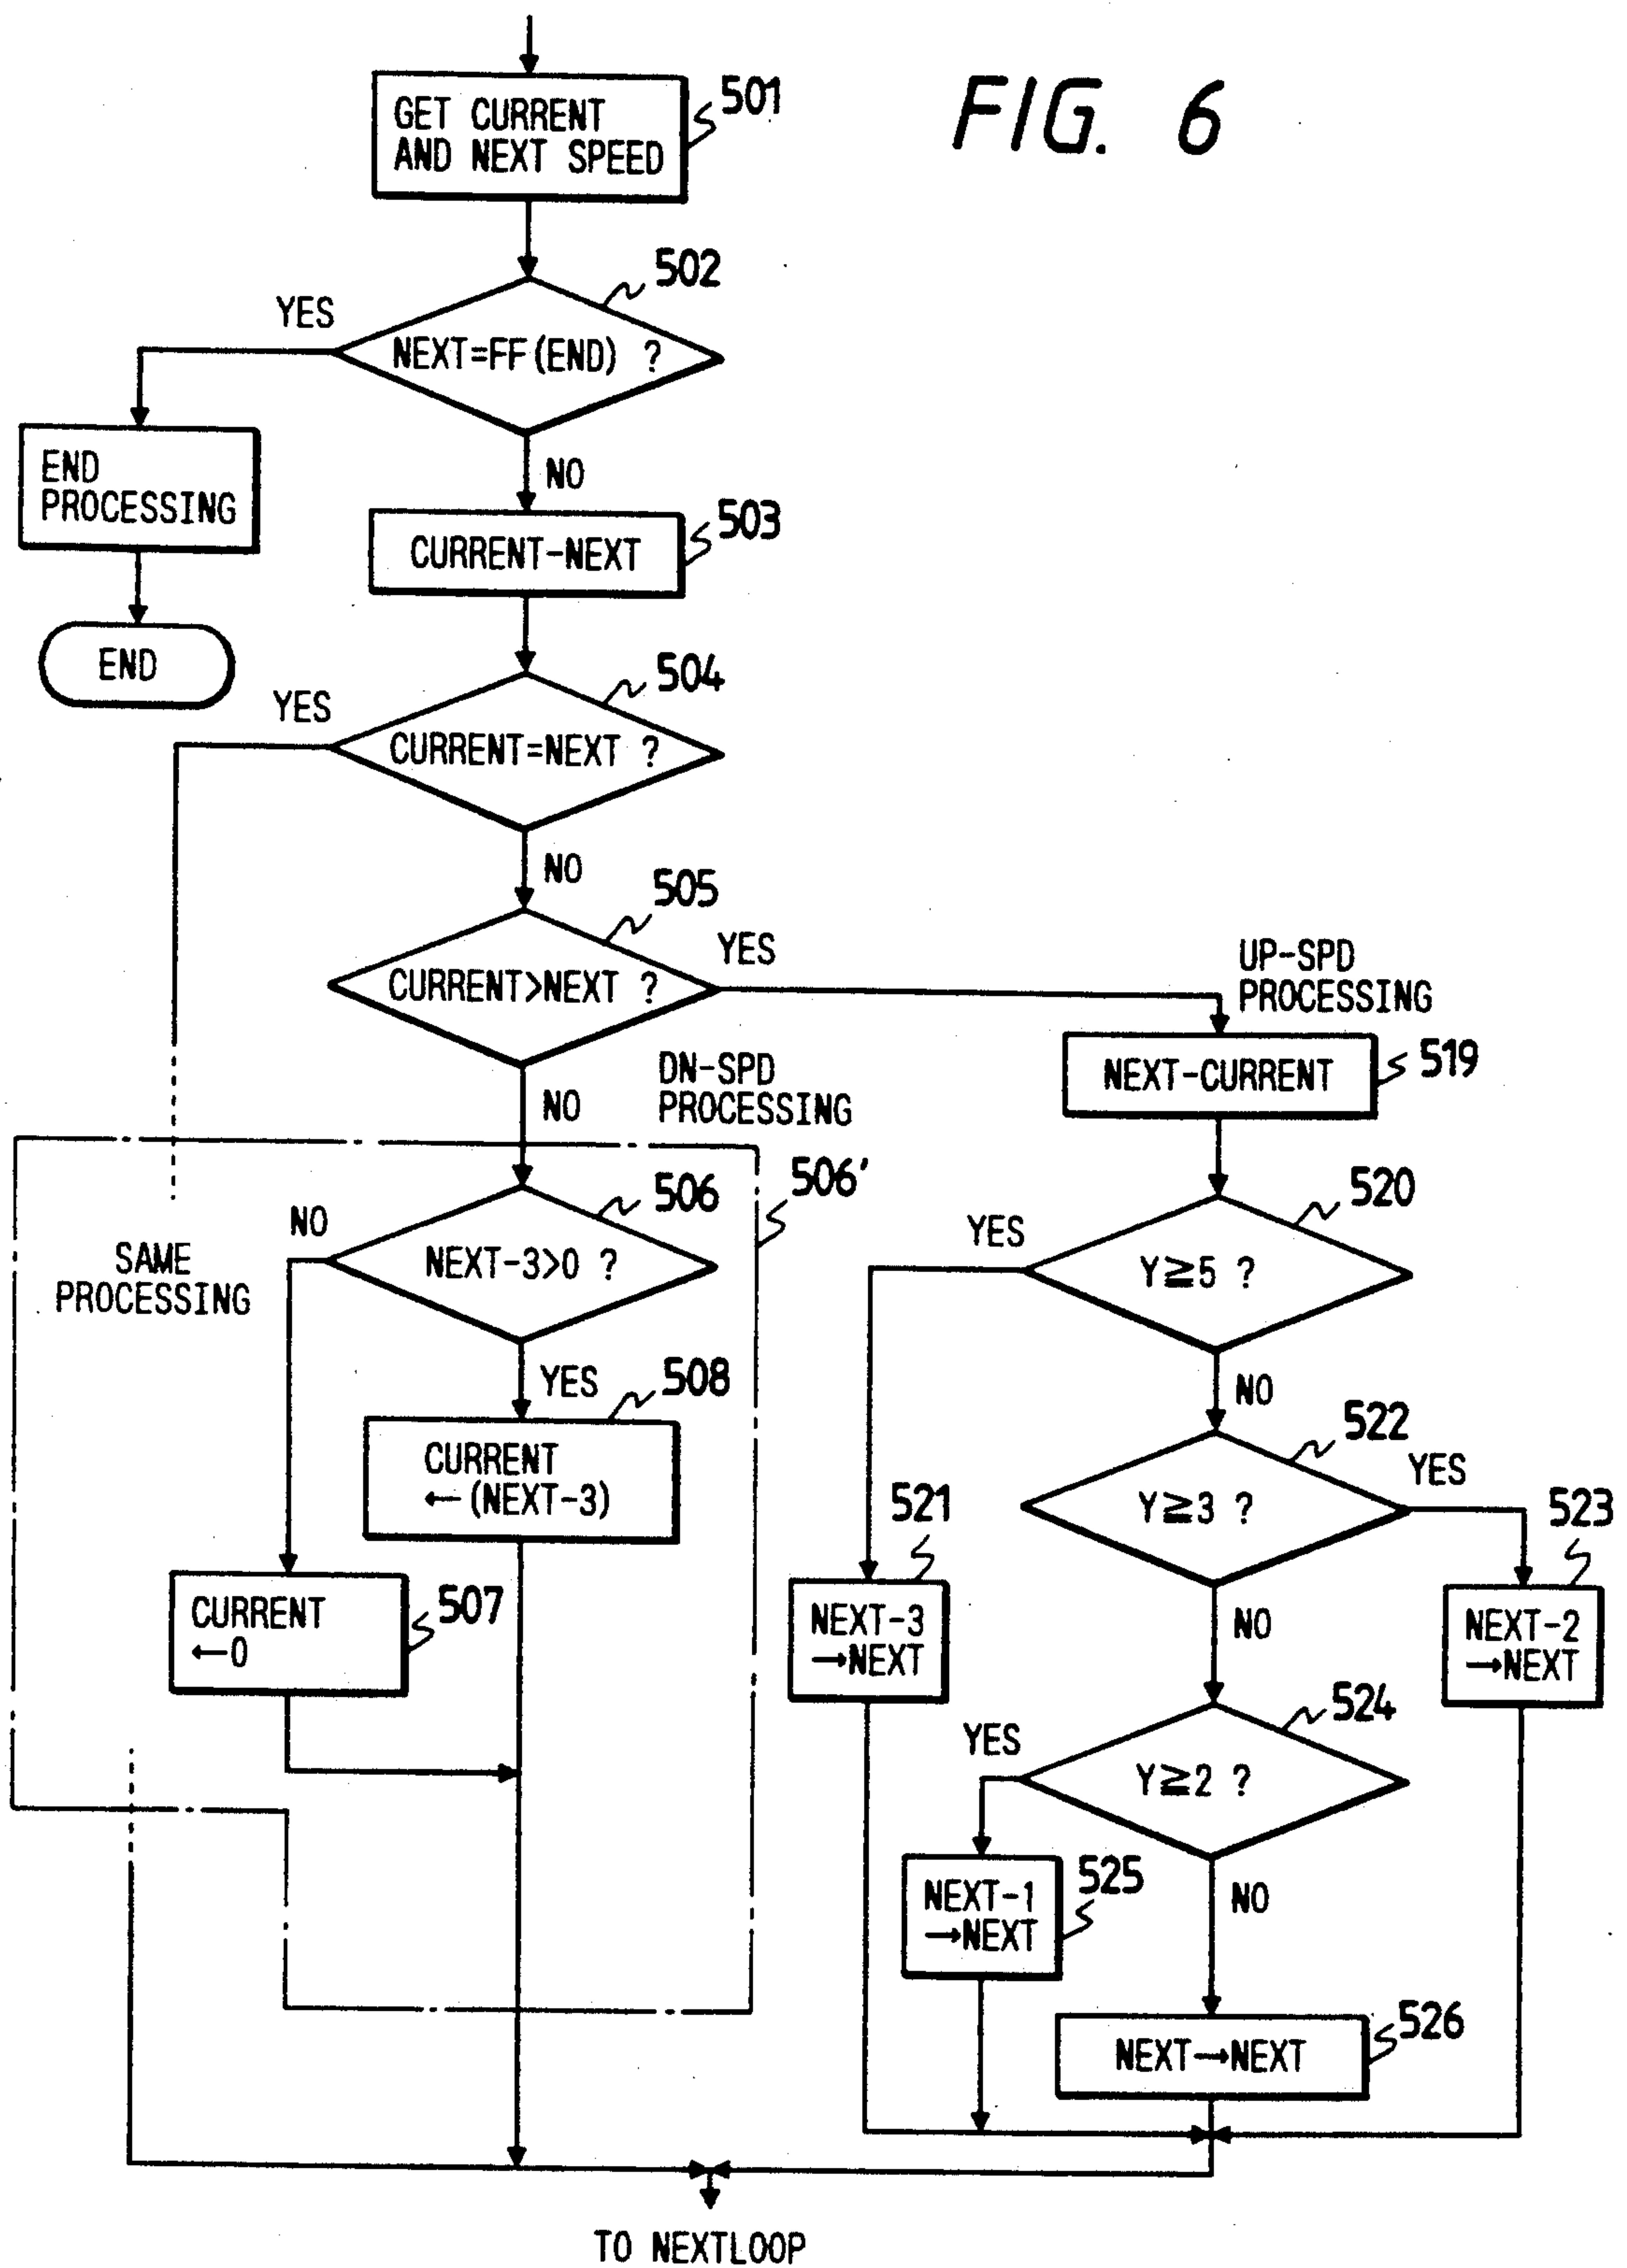 FIG. 6
501
GET CURRENT
AND NEXT SPEED
502
YES
NEXT=FF(END) ?
NO
END
PROCESSING
END
503
CURRENT-NEXT
504
YES
CURRENT=NEXT ?
NO
505
CURRENT>NEXT ?
YES
UP-SPD
PROCESSING
NO
DN-SPD
PROCESSING
519
NEXT-CURRENT
506'
506
NO
NEXT-3>0 ?
SAME
PROCESSING
YES
508
CURRENT
←(NEXT-3)
507
CURRENT
←0
520
YES
Y≧5 ?
NO
522
Y≧3 ?
YES
521
NEXT-3
→NEXT
523
NEXT-2
→NEXT
NO
524
YES
Y≧2 ?
525
NEXT-1
→NEXT
NO
526
NEXT→NEXT
TO NEXTLOOP